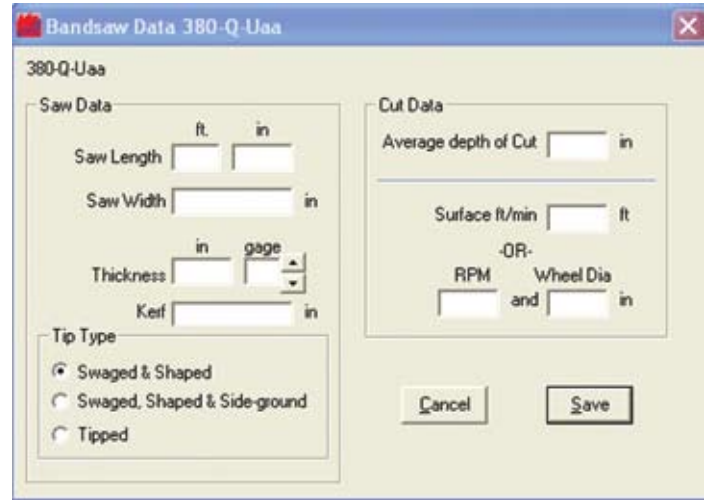 Bandsaw Data 380-Q-Uaa
380-Q-Uaa
Saw Data
ft. in
Saw Length
Saw Width in
in gage
Thickness
Kerf in
Tip Type
Swaged & Shaped
Swaged, Shaped & Side-ground
Tipped
Cut Data
Average depth of Cut in
Surface ft/min ft
-OR-
RPM Wheel Dia
and in
Cancel Save